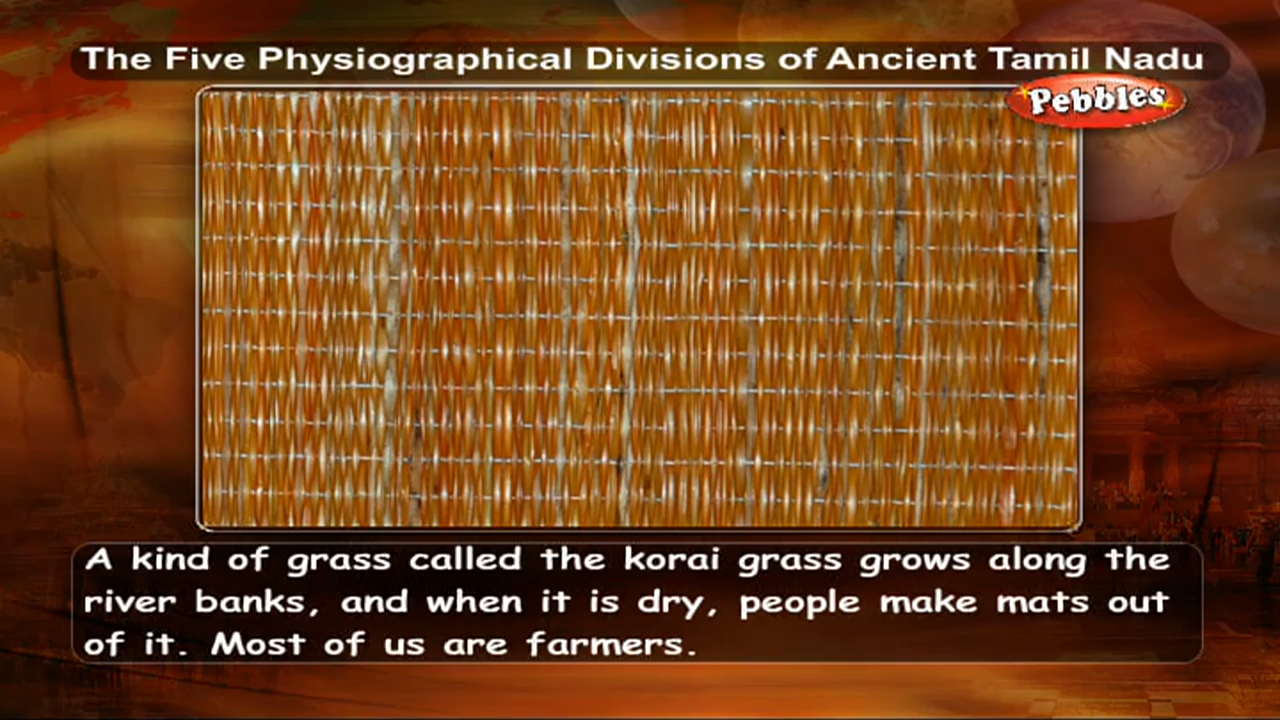 The Five Physiographical Divisions of Ancient Tamil Nadu
Pebbles
A kind of grass called the korai grass grows along the
river banks, and when it is dry, people make mats out
of it. Most of us are farmers.